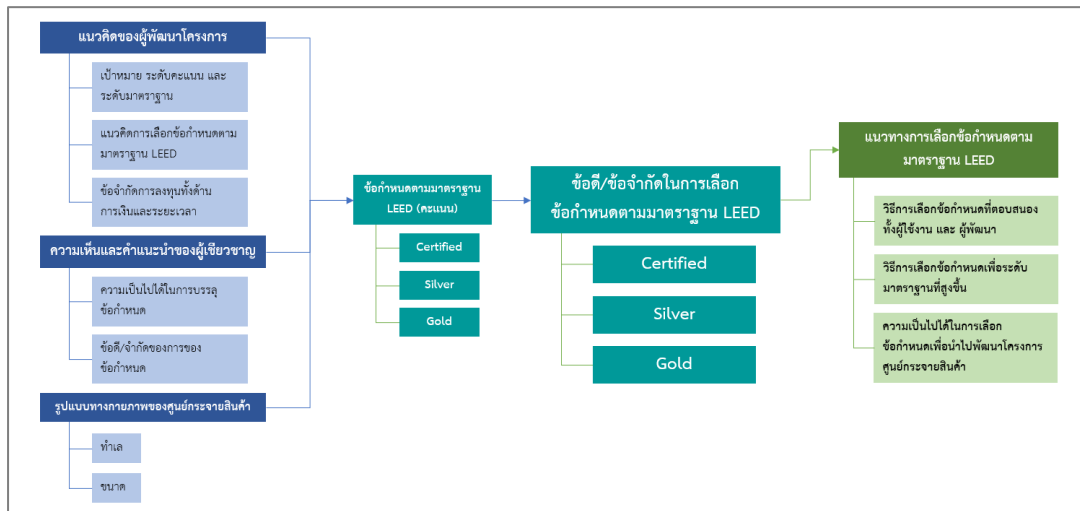 แนวคิดของผู้พัฒนาโครงการ
เป้าหมาย ระดับคะแนน และ
ระดับมาตราฐาน
แนวคิดการเลือกข้อกำหนดตาม
มาตราฐาน LEED
ข้อจำกัดการลงทุนทั้งด้าน
การเงินและระยะเวลา
ความเห็นและคำแนะนำของผู้เชียวชาญ
ความเป็นไปได้ในการบรรลุ
ข้อกำหนด
ข้อดี/จำกัดของการของ
ข้อกำหนด
รูปแบบทางกายภาพของศูนย์กระจายสินค้า
ทำเล
ขนาด
ข้อกำหนดตามมาตราฐาน
LEED (คะแนน)
Certified
Silver
Gold
ข้อดี/ข้อจำกัดในการเลือก
ข้อกำหนดตามมาตราฐาน LEED
Certified
Silver
Gold
แนวทางการเลือกข้อกำหนดตาม
มาตราฐาน LEED
วิธีการเลือกข้อกำหนดที่ตอบสนอง
ทั้งผู้ใช้งาน และ ผู้พัฒนา
วิธีการเลือกข้อกำหนดเพื่อระดับ
มาตราฐานที่สูงขึ้น
ความเป็นไปได้ในการเลือก
ข้อกำหนดเพื่อนำไปพัฒนาโครงการ
ศูนย์กระจายสินค้า